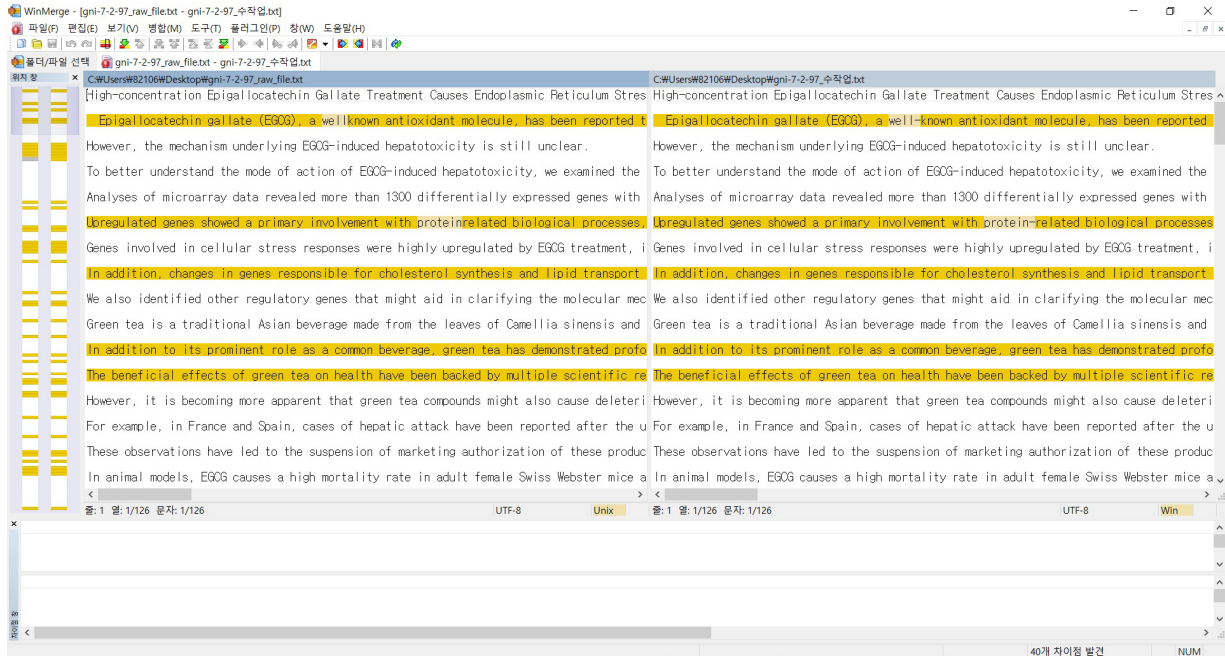 WinMerge - [gni-7-2-97_raw_file.txt - gni-7-2-97_수작업.txt]
파일(F) 편집(E) 보기(V) 병합(M) 도구(T) 플러그인(P) 창(W) 도움말(H)
폴더/파일 선택 gni-7-2-97_raw_file.txt - gni-7-2-97_수작업.txt
위치 창 x C:₩Users₩82106₩Desktop₩gni-7-2-97_raw_file.txt C:₩Users₩82106₩Desktop₩gni-7-2-97_수작업.txt
High-concentration Epigallocatechin Gallate Treatment Causes Endoplasmic Reticulum Stres High-concentration Epigallocatechin Gallate Treatment Causes Endoplasmic Reticulum Stres
Epigallocatechin gallate (EGCG), a wellknown antioxidant molecule, has been reported t Epigallocatechin gallate (EGCG), a well-known antioxidant molecule, has been reported
However, the mechanism underlying EGCG-induced hepatotoxicity is still unclear. However, the mechanism underlying EGCG-induced hepatotoxicity is still unclear.
To better understand the mode of action of EGCG-induced hepatotoxicity, we examined the To better understand the mode of action of EGCG-induced hepatotoxicity, we examined the
Analyses of microarray data revealed more than 1300 differentially expressed genes with Analyses of microarray data revealed more than 1300 differentially expressed genes with
Upregulated genes showed a primary involvement with proteinrelated biological processes, Upregulated genes showed a primary involvement with protein-related biological processes
Genes involved in cellular stress responses were highly upregulated by EGCG treatment, i Genes involved in cellular stress responses were highly upregulated by EGCG treatment, i
In addition, changes in genes responsible for cholesterol synthesis and lipid transport In addition, changes in genes responsible for cholesterol synthesis and lipid transport
We also identified other regulatory genes that might aid in clarifying the molecular mec We also identified other regulatory genes that might aid in clarifying the molecular mec
Green tea is a traditional Asian beverage made from the leaves of Camellia sinensis and Green tea is a traditional Asian beverage made from the leaves of Camellia sinensis and
In addition to its prominent role as a common beverage, green tea has demonstrated profo In addition to its prominent role as a common beverage, green tea has demonstrated profo
The beneficial effects of green tea on health have been backed by multiple scientific re The beneficial effects of green tea on health have been backed by multiple scientific re
However, it is becoming more apparent that green tea compounds might also cause deleteri However, it is becoming more apparent that green tea compounds might also cause deleteri
For example, in France and Spain, cases of hepatic attack have been reported after the u For example, in France and Spain, cases of hepatic attack have been reported after the u
These observations have led to the suspension of marketing authorization of these produc These observations have led to the suspension of marketing authorization of these produc
In animal models, EGCG causes a high mortality rate in adult female Swiss Webster mice a In animal models, EGCG causes a high mortality rate in adult female Swiss Webster mice a
줄: 1 열: 1/126 문자: 1/126 UTF-8 Unix 줄: 1 열: 1/126 문자: 1/126 UTF-8 Win
차이점 창
40개 차이점 발견 NUM